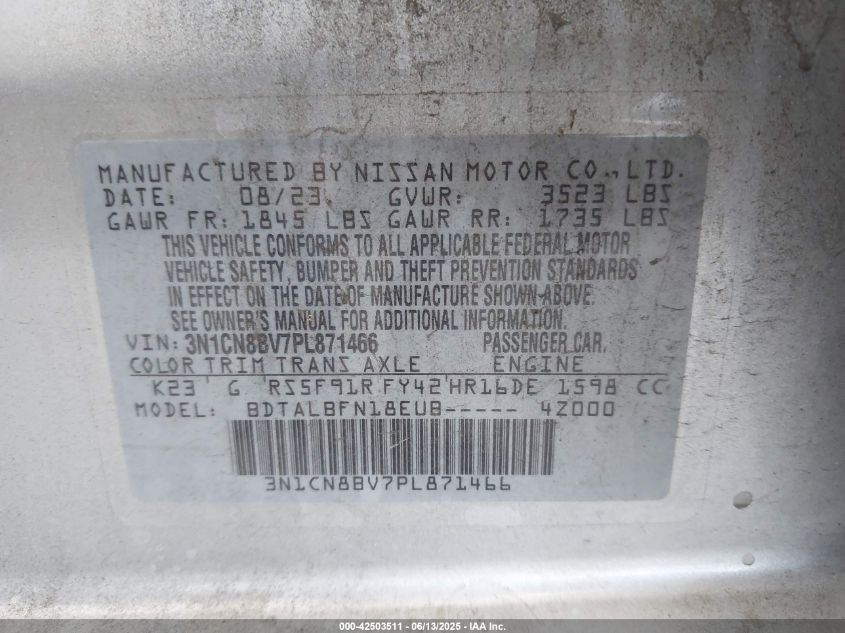 MANUFACTURED BY NISSAN MOTOR CO., LTD.
DATE: 08/23 GVWR: 3523 LBS
GAWR FR: 1845 LBS GAWR RR: 1735 LBS
THIS VEHICLE CONFORMS TO ALL APPLICABLE FEDERAL MOTOR
VEHICLE SAFETY, BUMPER AND THEFT PREVENTION STANDARDS
IN EFFECT ON THE DATE OF MANUFACTURE SHOWN ABOVE.
SEE OWNER'S MANUAL FOR ADDITIONAL INFORMATION.
VIN: 3N1CN8BV7PL871466 PASSENGER CAR.
COLOR TRIM TRANS AXLE ENGINE
K23 G RS5F91R FY42 HR16DE 1598 CC
MODEL: BDTALBFN18EUB----- 4Z000
3N1CN8BV7PL871466
000-42503511 - 06/13/2025 - IAA Inc.